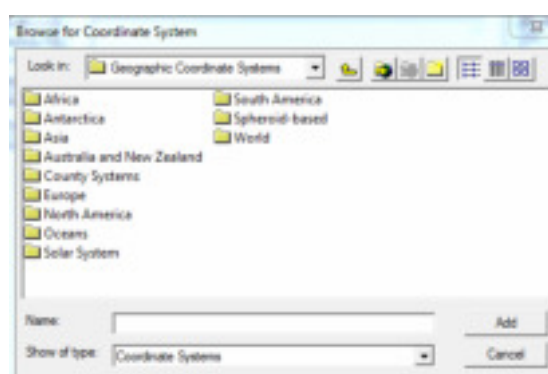 Browse for Coordinate System
Look in: Geographic Coordinate Systems
Africa
Antarctica
Asia
Australia and New Zealand
County Systems
Europe
North America
Oceans
Solar System
South America
Spheroid-based
World
Name:
Add
Show of type: Coordinate Systems
Cancel